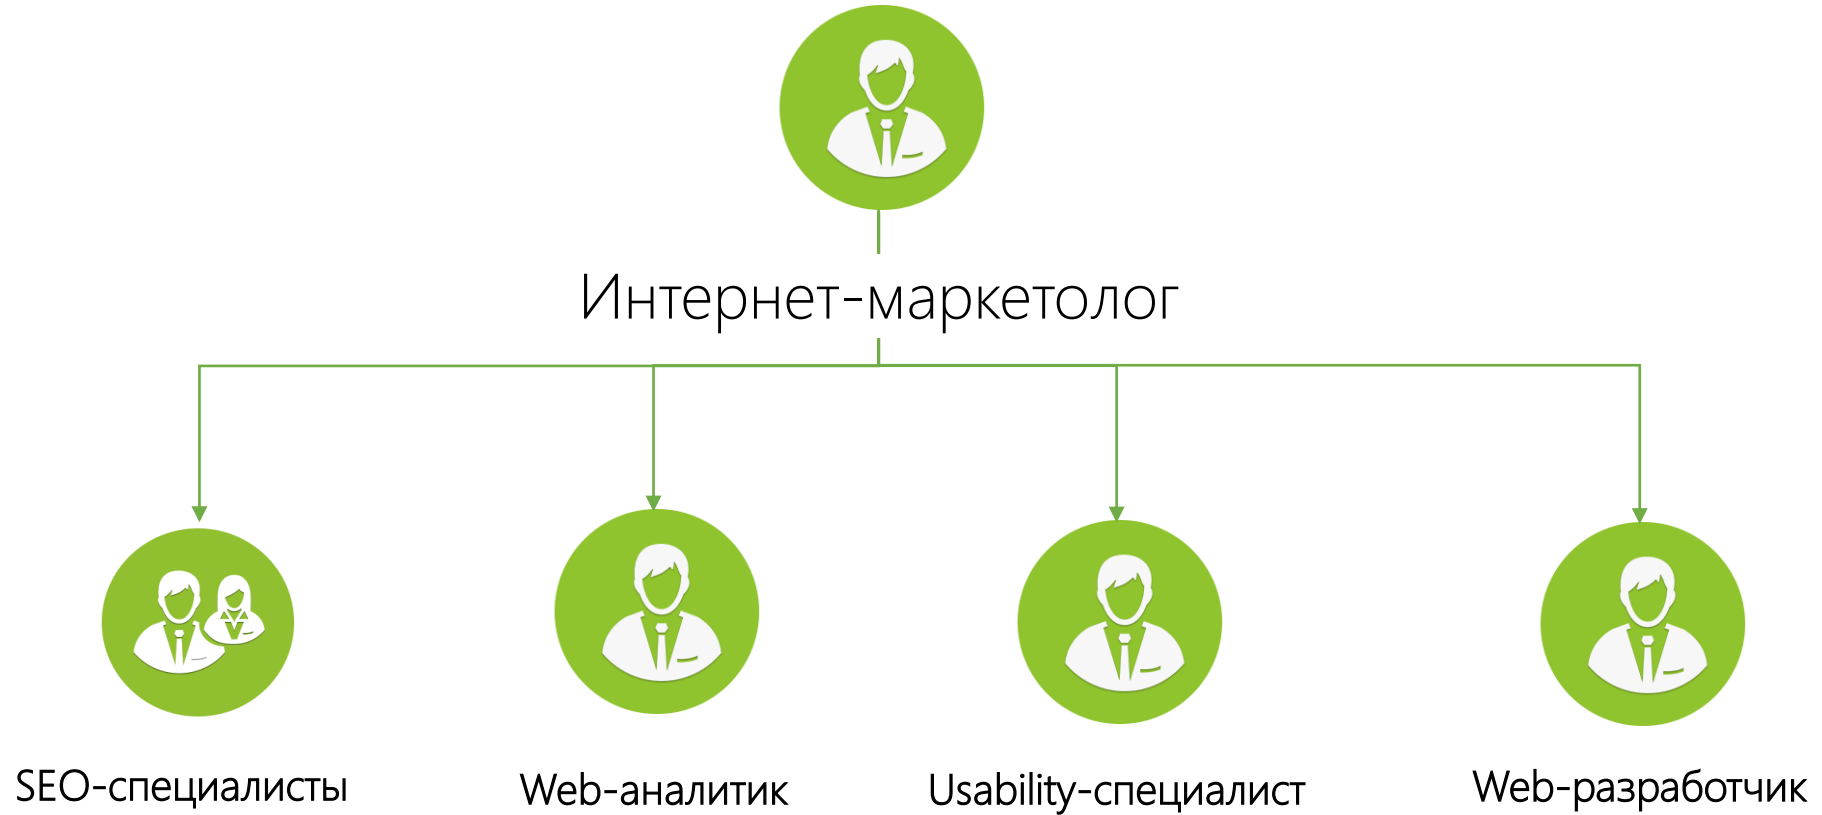 Интернет-маркетолог
SEO-специалисты
Web-аналитик
Usability-специалист
Web-разработчик